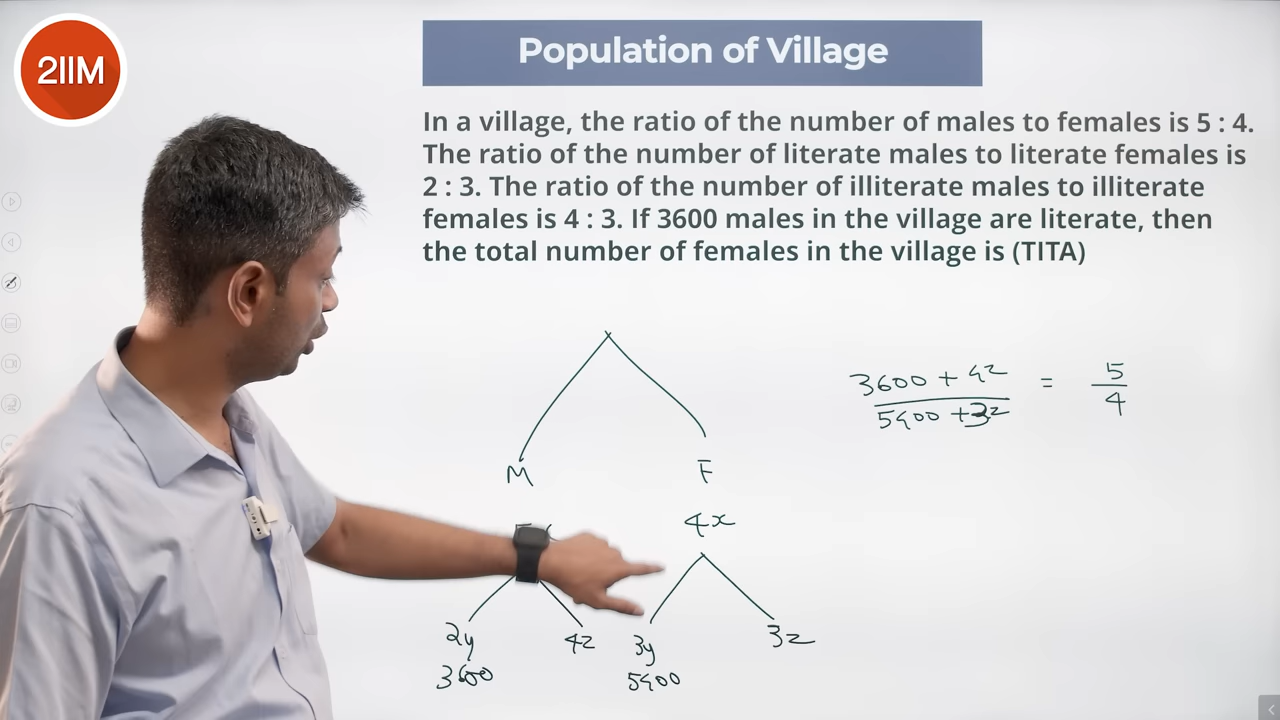 2IIM
Population of Village
In a village, the ratio of the number of males to females is 5 : 4.
The ratio of the number of literate males to literate females is
2 : 3. The ratio of the number of illiterate males to illiterate
females is 4 : 3. If 3600 males in the village are literate, then
the total number of females in the village is (TITA)
3600 + 4z / 5400 + 3z = 5 / 4
M F
4x
2y 4z 3y 3z
3600 5400